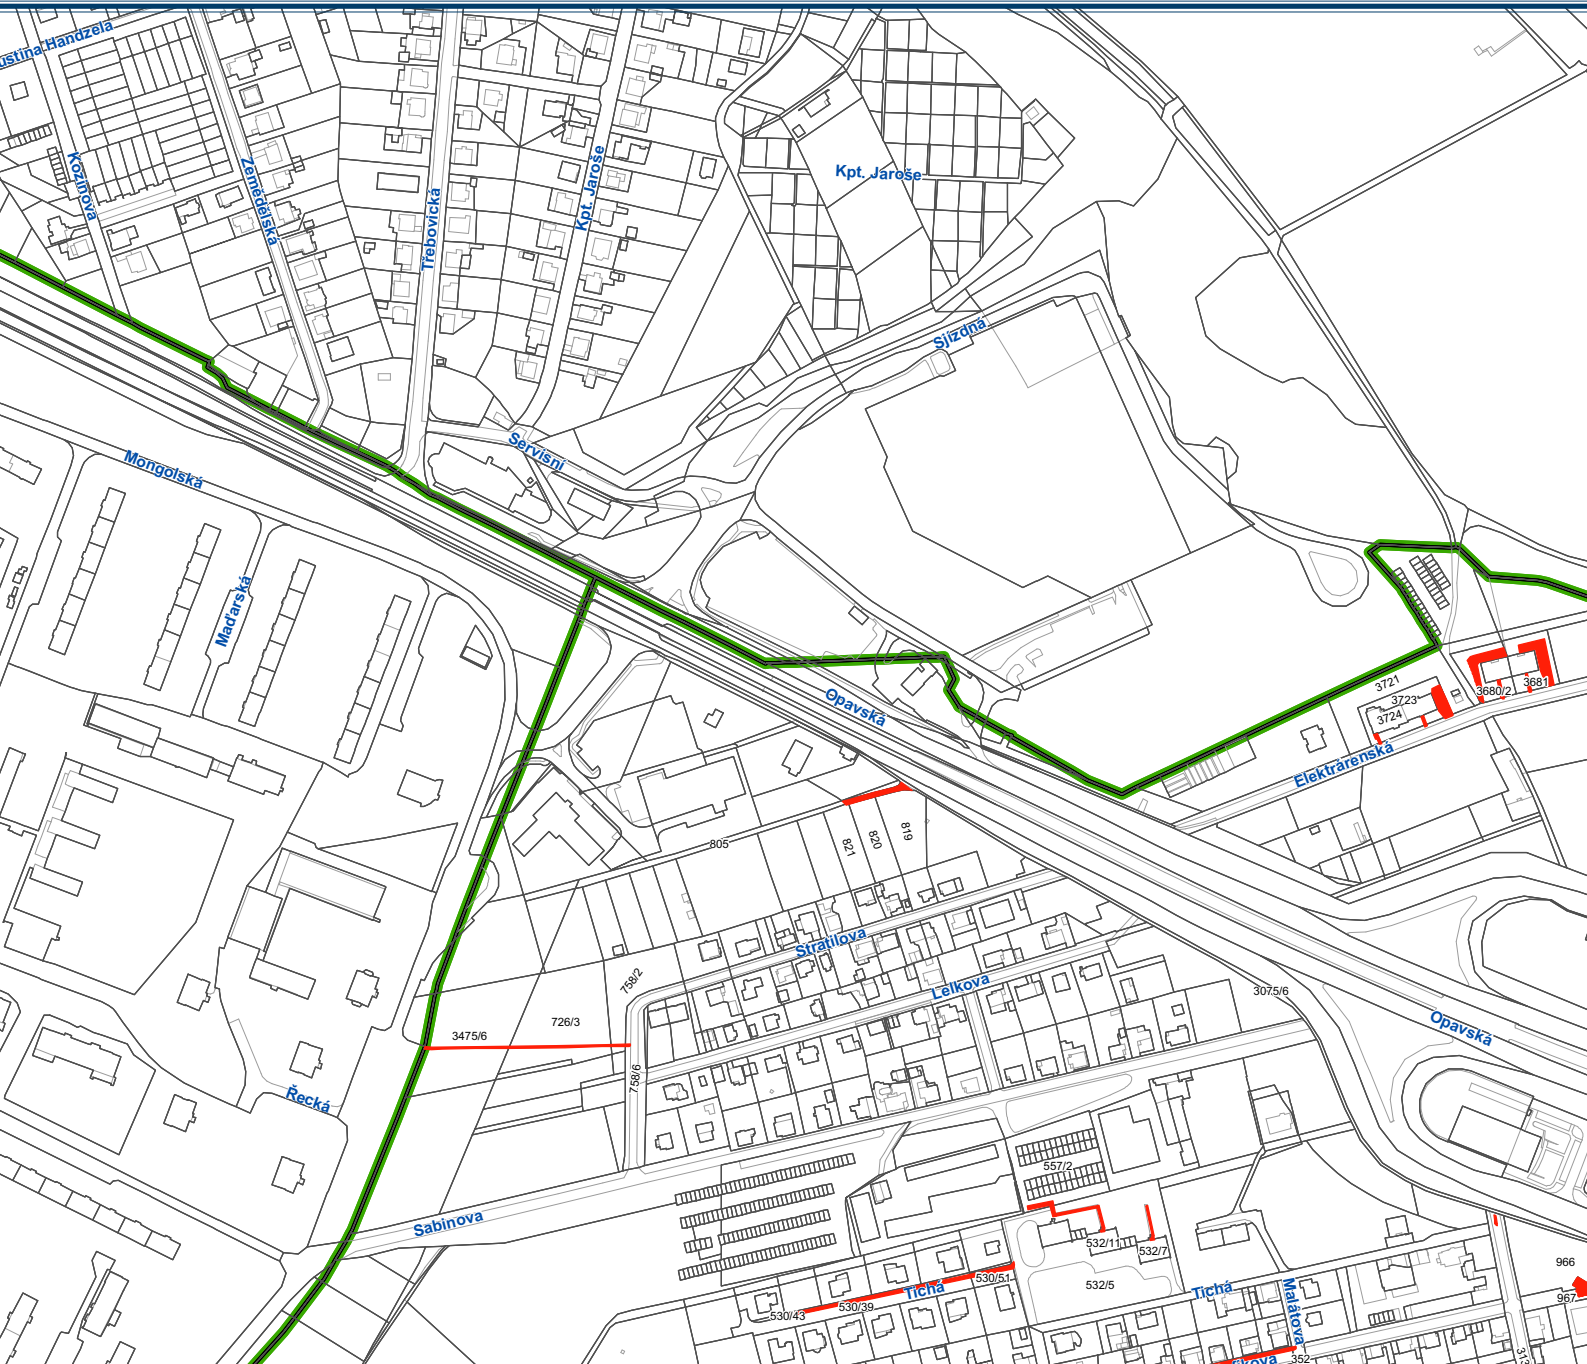 ustina Handzela
Kozinova
Zemědělská
Třebovická
Kpt. Jaroše
Kpt. Jaroše
Sjízdná
Servisní
Mongolská
Maďarská
Opavská
3721
3723
3724
3680/2
3681
Elektrárenská
805
821
820
819
Stratilova
Lelkova
758/2
726/3
3475/6
758/6
3075/6
Opavská
Řecká
Sabinova
557/2
532/11
532/7
532/5
530/51
530/39
530/43
Tichá
Tichá
Malátova
966
967
352